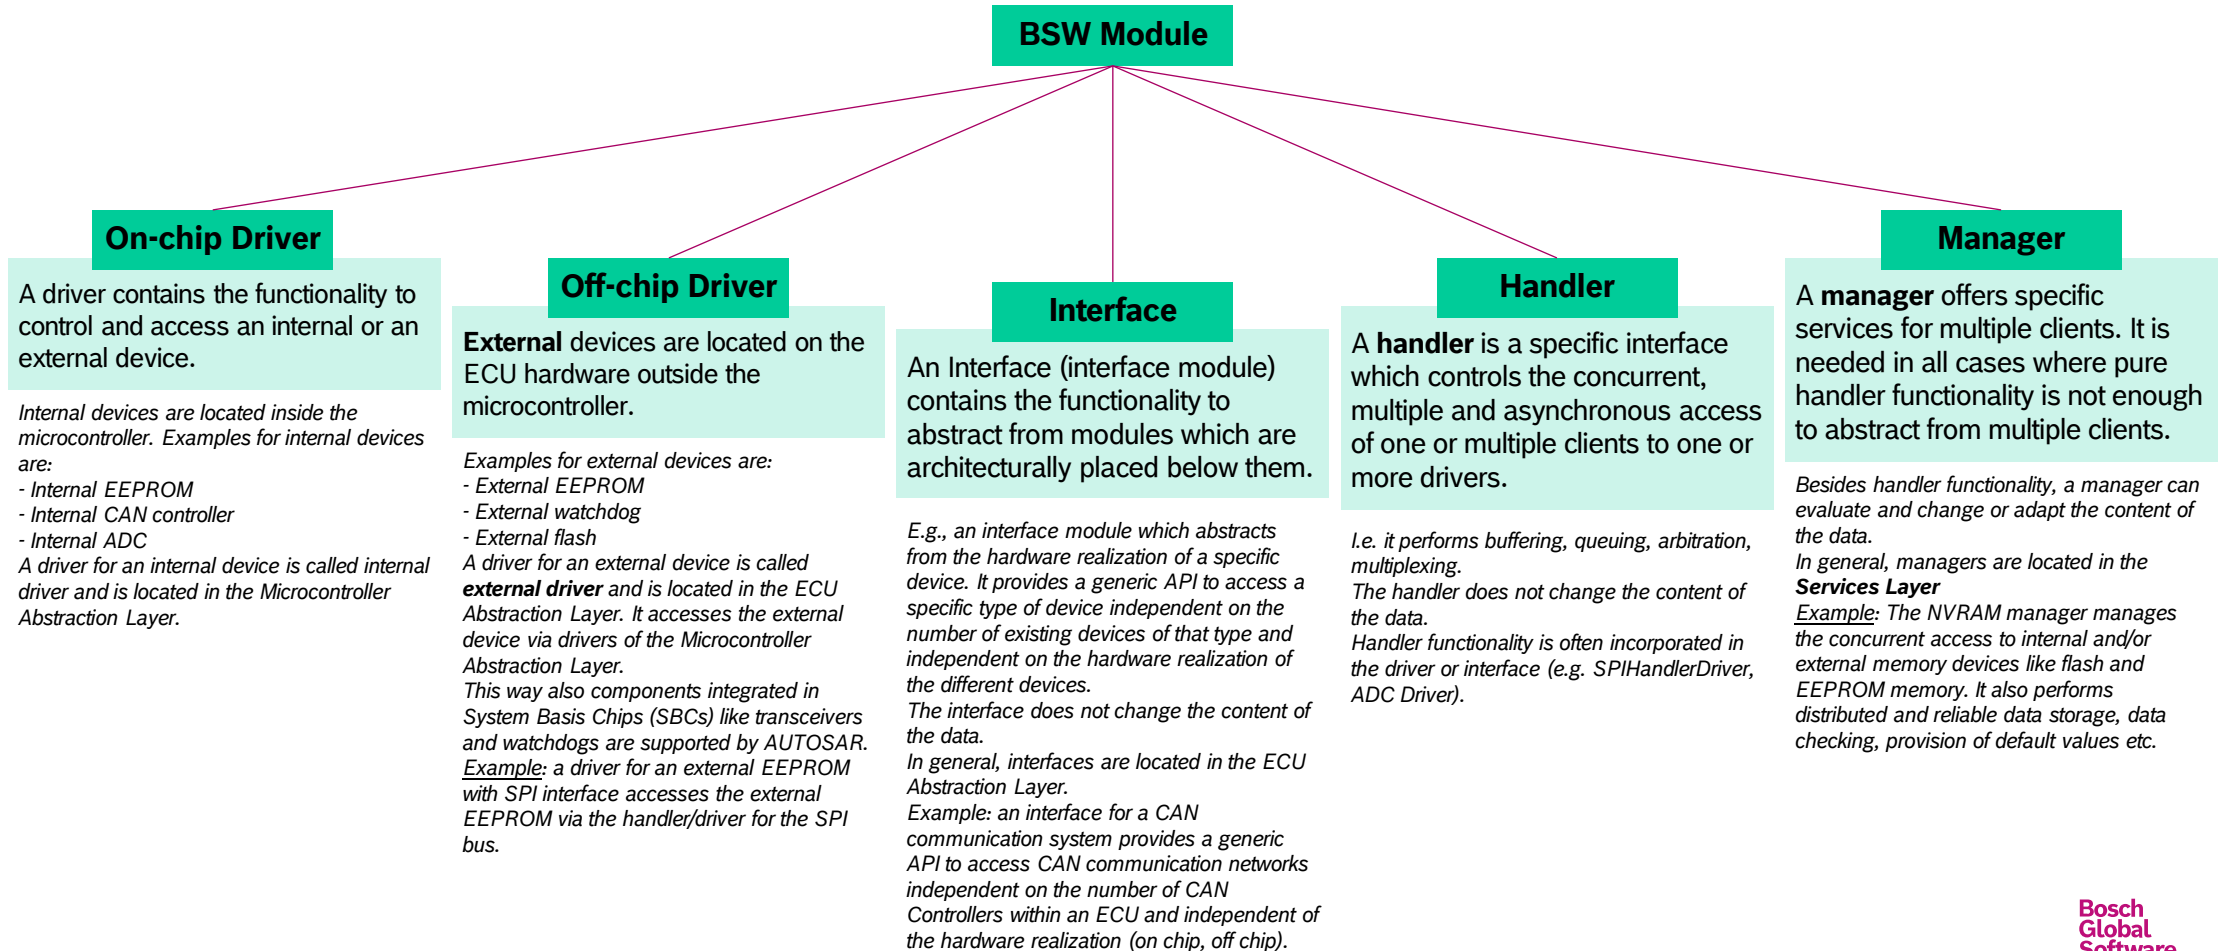 BSW Module
On-chip Driver
A driver contains the functionality to
control and access an internal or an
external device.
Internal devices are located inside the
microcontroller. Examples for internal devices
are:
- Internal EEPROM
- Internal CAN controller
- Internal ADC
A driver for an internal device is called internal
driver and is located in the Microcontroller
Abstraction Layer.
Off-chip Driver
External devices are located on the
ECU hardware outside the
microcontroller.
Examples for external devices are:
- External EEPROM
- External watchdog
- External flash
A driver for an external device is called
external driver and is located in the ECU
Abstraction Layer. It accesses the external
device via drivers of the Microcontroller
Abstraction Layer.
This way also components integrated in
System Basis Chips (SBCs) like transceivers
and watchdogs are supported by AUTOSAR.
Example: a driver for an external EEPROM
with SPI interface accesses the external
EEPROM via the handler/driver for the SPI
bus.
Interface
An Interface (interface module)
contains the functionality to
abstract from modules which are
architecturally placed below them.
E.g., an interface module which abstracts
from the hardware realization of a specific
device. It provides a generic API to access a
specific type of device independent on the
number of existing devices of that type and
independent on the hardware realization of
the different devices.
The interface does not change the content of
the data.
In general, interfaces are located in the ECU
Abstraction Layer.
Example: an interface for a CAN
communication system provides a generic
API to access CAN communication networks
independent on the number of CAN
Controllers within an ECU and independent of
the hardware realization (on chip, off chip).
Handler
A handler is a specific interface
which controls the concurrent,
multiple and asynchronous access
of one or multiple clients to one or
more drivers.
I.e. it performs buffering, queuing, arbitration,
multiplexing.
The handler does not change the content of
the data.
Handler functionality is often incorporated in
the driver or interface (e.g. SPIHandlerDriver,
ADC Driver).
Manager
A manager offers specific
services for multiple clients. It is
needed in all cases where pure
handler functionality is not enough
to abstract from multiple clients.
Besides handler functionality, a manager can
evaluate and change or adapt the content of
the data.
In general, managers are located in the
Services Layer
Example: The NVRAM manager manages
the concurrent access to internal and/or
external memory devices like flash and
EEPROM memory. It also performs
distributed and reliable data storage, data
checking, provision of default values etc.
Bosch
Global
Software